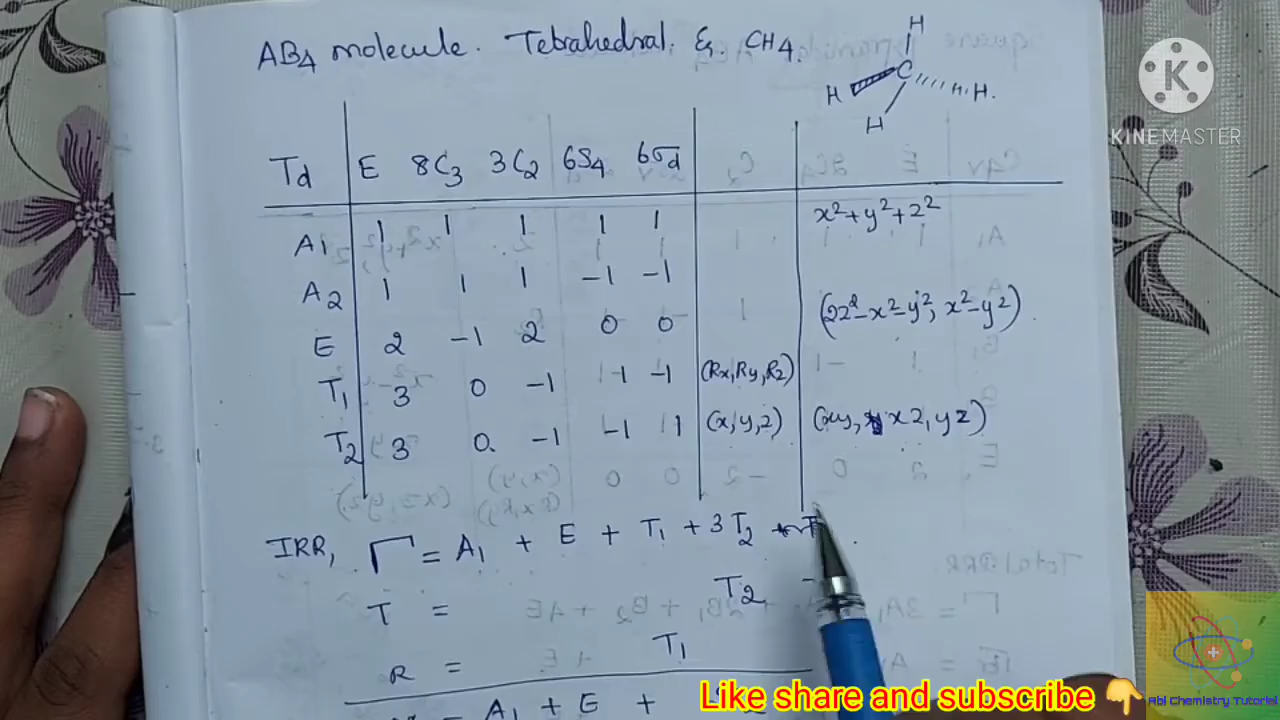 AB4 molecule. Tetrahedral. Eg. CH4.
H
C
H
H H.
H
KINEMASTER
Td E 8C3 3C2 6S4 6σd
A1 1 1 1 1 1 x²+y²+z²
A2 1 1 1 -1 -1
E 2 -1 2 0 0 (2z²-x²-y², x²-y²)
T1 3 0 -1 1 -1 (Rx,Ry,Rz)
T2 3 0. -1 -1 1 (x,y,z) (xy, xz, yz)
IRR, Γ = A1 + E + T1 + 3T2
T = T2
R = T1
= A1 + E +
Like share and subscribe
Abi Chemistry Tutorial